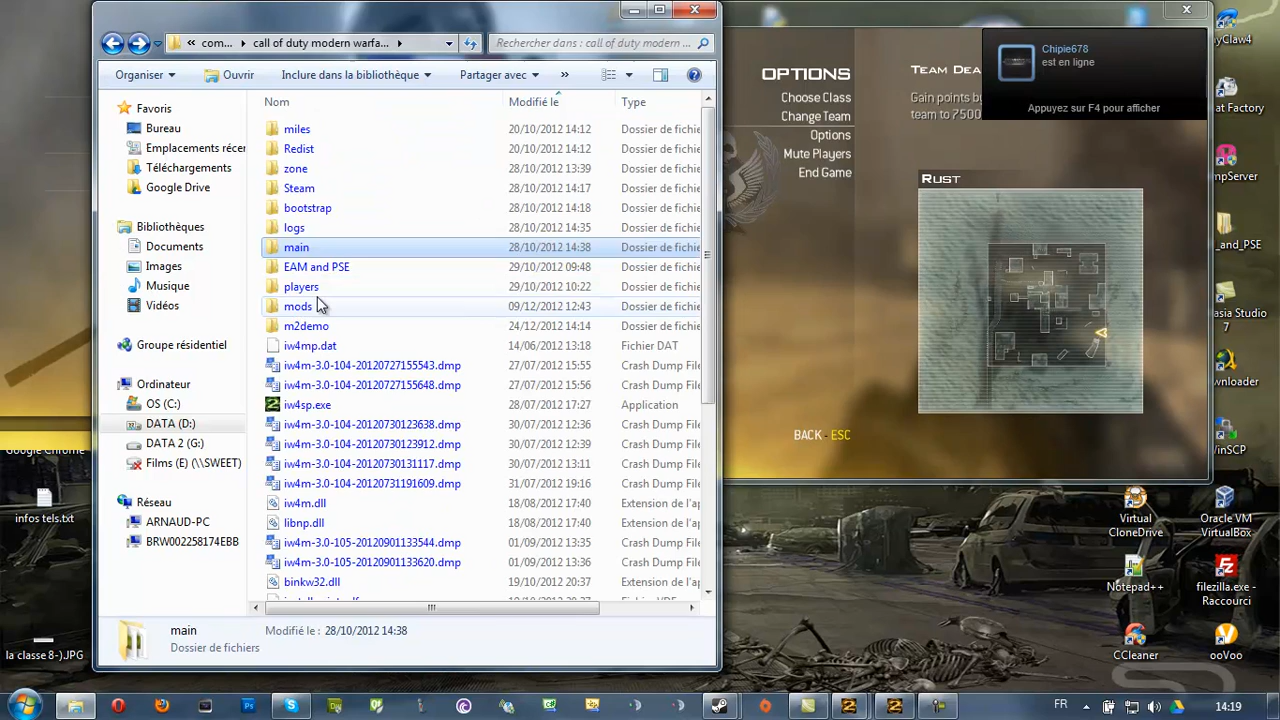 « com... ▸ call of duty modern warfa... ▸
Rechercher dans : call of duty modern ...
Organiser
Ouvrir
Inclure dans la bibliothèque
Partager avec
»
Nom
Modifié le
Type
Favoris
Bureau
Emplacements récen
Téléchargements
Google Drive
Bibliothèques
Documents
Images
Musique
Vidéos
Groupe résidentiel
Ordinateur
OS (C:)
DATA (D:)
DATA 2 (G:)
Films (E) (\\SWEET)
Réseau
ARNAUD-PC
BRW002258174EBB
miles 20/10/2012 14:12 Dossier de fichie
Redist 20/10/2012 14:12 Dossier de fichie
zone 28/10/2012 13:39 Dossier de fichie
Steam 28/10/2012 14:17 Dossier de fichie
bootstrap 28/10/2012 14:18 Dossier de fichie
logs 28/10/2012 14:35 Dossier de fichie
main 28/10/2012 14:38 Dossier de fichie
EAM and PSE 29/10/2012 09:48 Dossier de fichie
players 29/10/2012 10:22 Dossier de fichie
mods 09/12/2012 12:43 Dossier de fichie
m2demo 24/12/2012 14:14 Dossier de fichie
iw4mp.dat 14/06/2012 13:18 Fichier DAT
iw4m-3.0-104-20120727155543.dmp 27/07/2012 15:55 Crash Dump File
iw4m-3.0-104-20120727155648.dmp 27/07/2012 15:56 Crash Dump File
iw4sp.exe 28/07/2012 17:27 Application
iw4m-3.0-104-20120730123638.dmp 30/07/2012 12:36 Crash Dump File
iw4m-3.0-104-20120730123912.dmp 30/07/2012 12:39 Crash Dump File
iw4m-3.0-104-20120730131117.dmp 30/07/2012 13:11 Crash Dump File
iw4m-3.0-104-20120731191609.dmp 31/07/2012 19:16 Crash Dump File
iw4m.dll 18/08/2012 17:40 Extension de l'ap
libnp.dll 18/08/2012 17:40 Extension de l'ap
iw4m-3.0-105-20120901133544.dmp 01/09/2012 13:35 Crash Dump File
iw4m-3.0-105-20120901133620.dmp 01/09/2012 13:36 Crash Dump File
binkw32.dll 19/10/2012 20:37 Extension de l'ap
main Modifié le : 28/10/2012 14:38
Dossier de fichiers
OPTIONS
Choose Class
Change Team
Options
Mute Players
End Game
BACK - ESC
Team Dea
Gain points b
team to 7500
Rust
Chipie678
est en ligne
Appuyez sur F4 pour afficher
yClaw4
at Factory
mpServer
_and_PSE
asia Studio
7
wnloader
VinSCP
Virtual
CloneDrive
Oracle VM
VirtualBox
Notepad++
filezilla.exe -
Raccourci
CCleaner
ooVoo
Google Chrome
infos tels.txt
la classe 8-).JPG
FR
14:19